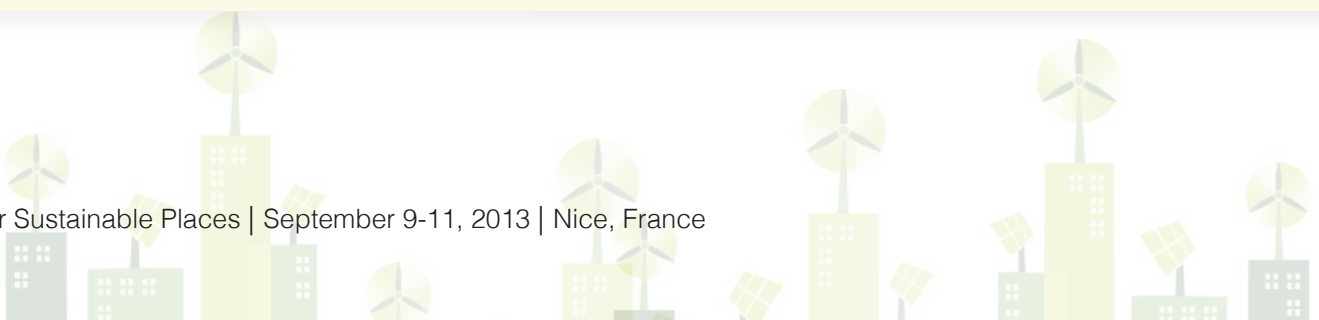 r Sustainable Places | September 9-11, 2013 | Nice, France